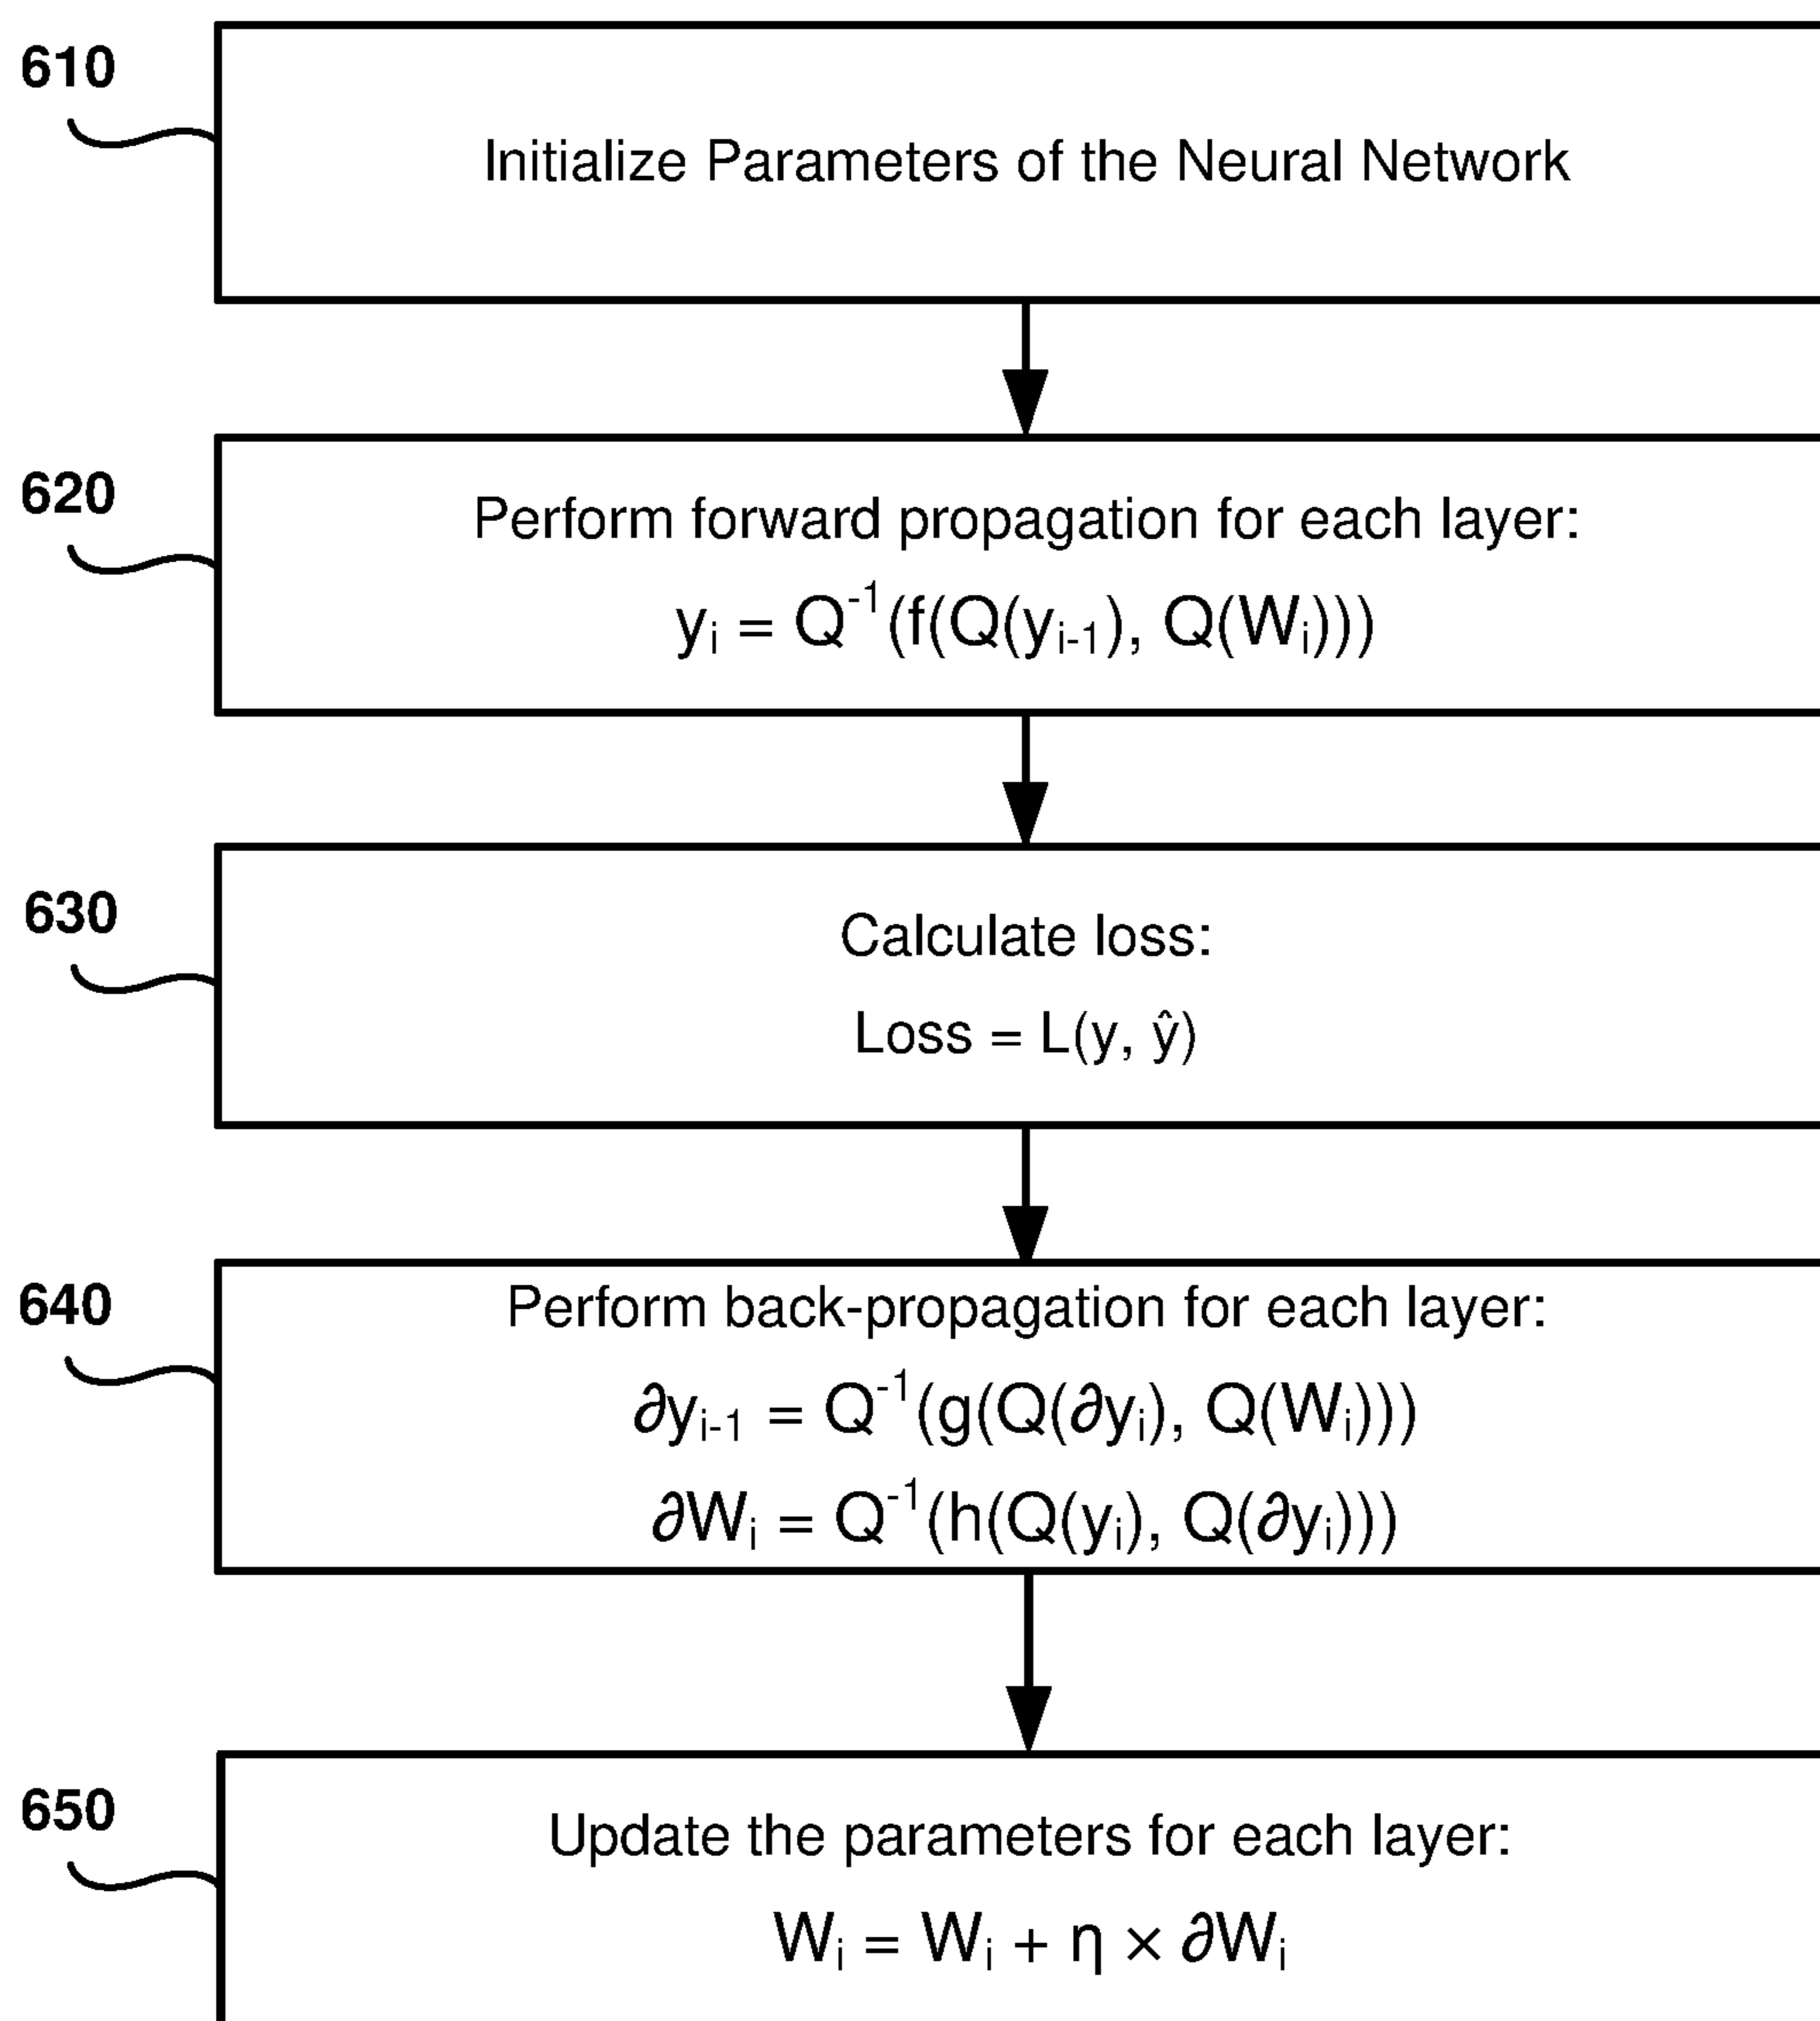 610
Initialize Parameters of the Neural Network
620
Perform forward propagation for each layer:
yᵢ = Q⁻¹(f(Q(yᵢ₋₁), Q(Wᵢ)))
630
Calculate loss:
Loss = L(y, ŷ)
640
Perform back-propagation for each layer:
∂yᵢ₋₁ = Q⁻¹(g(Q(∂yᵢ), Q(Wᵢ)))
∂Wᵢ = Q⁻¹(h(Q(yᵢ), Q(∂yᵢ)))
650
Update the parameters for each layer:
Wᵢ = Wᵢ + η × ∂Wᵢ